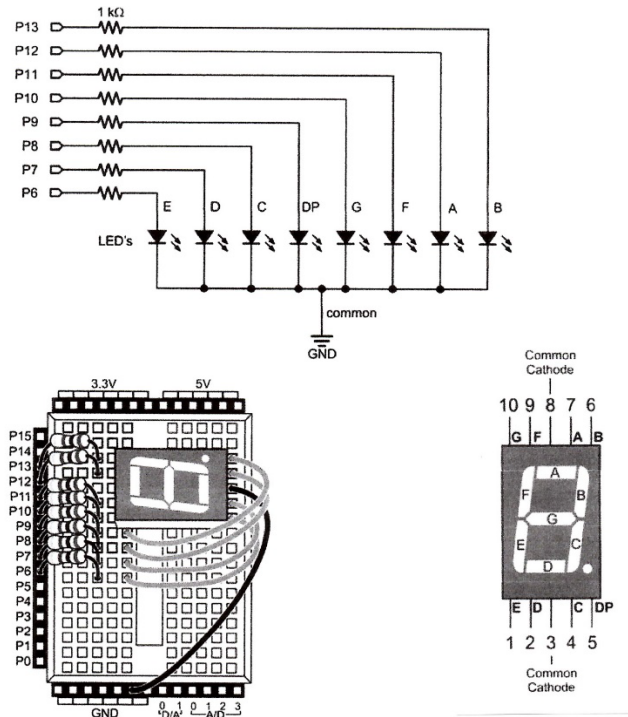 1 kΩ
P13
P12
P11
P10
P9
P8
P7
P6
E D C DP G F A B
LED's
common
GND
3.3V 5V
P15
P14
P13
P12
P11
P10
P9
P8
P7
P6
P5
P4
P3
P2
P1
P0
GND
0 1 0 1 2 3
D/A A/D
Common
Cathode
10 9 8 7 6
G F A B
A
F B
G
E C
D
E D C DP
1 2 3 4 5
Common
Cathode